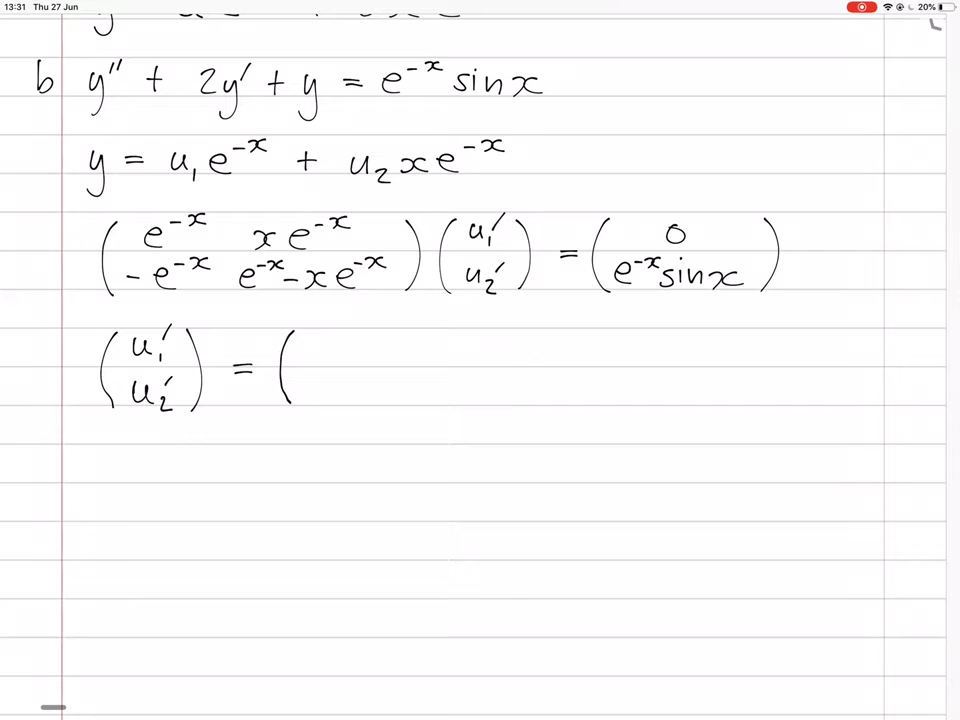 13:31 Thu 27 Jun 20%
b y'' + 2y' + y = e^{-x} sin x
y = u₁e^{-x} + u₂xe^{-x}
( e^{-x} xe^{-x} ) ( u₁' ) = ( 0 )
( -e^{-x} e^{-x}-xe^{-x} ) ( u₂' ) ( e^{-x}sin x )
( u₁' ) = (
( u₂' )